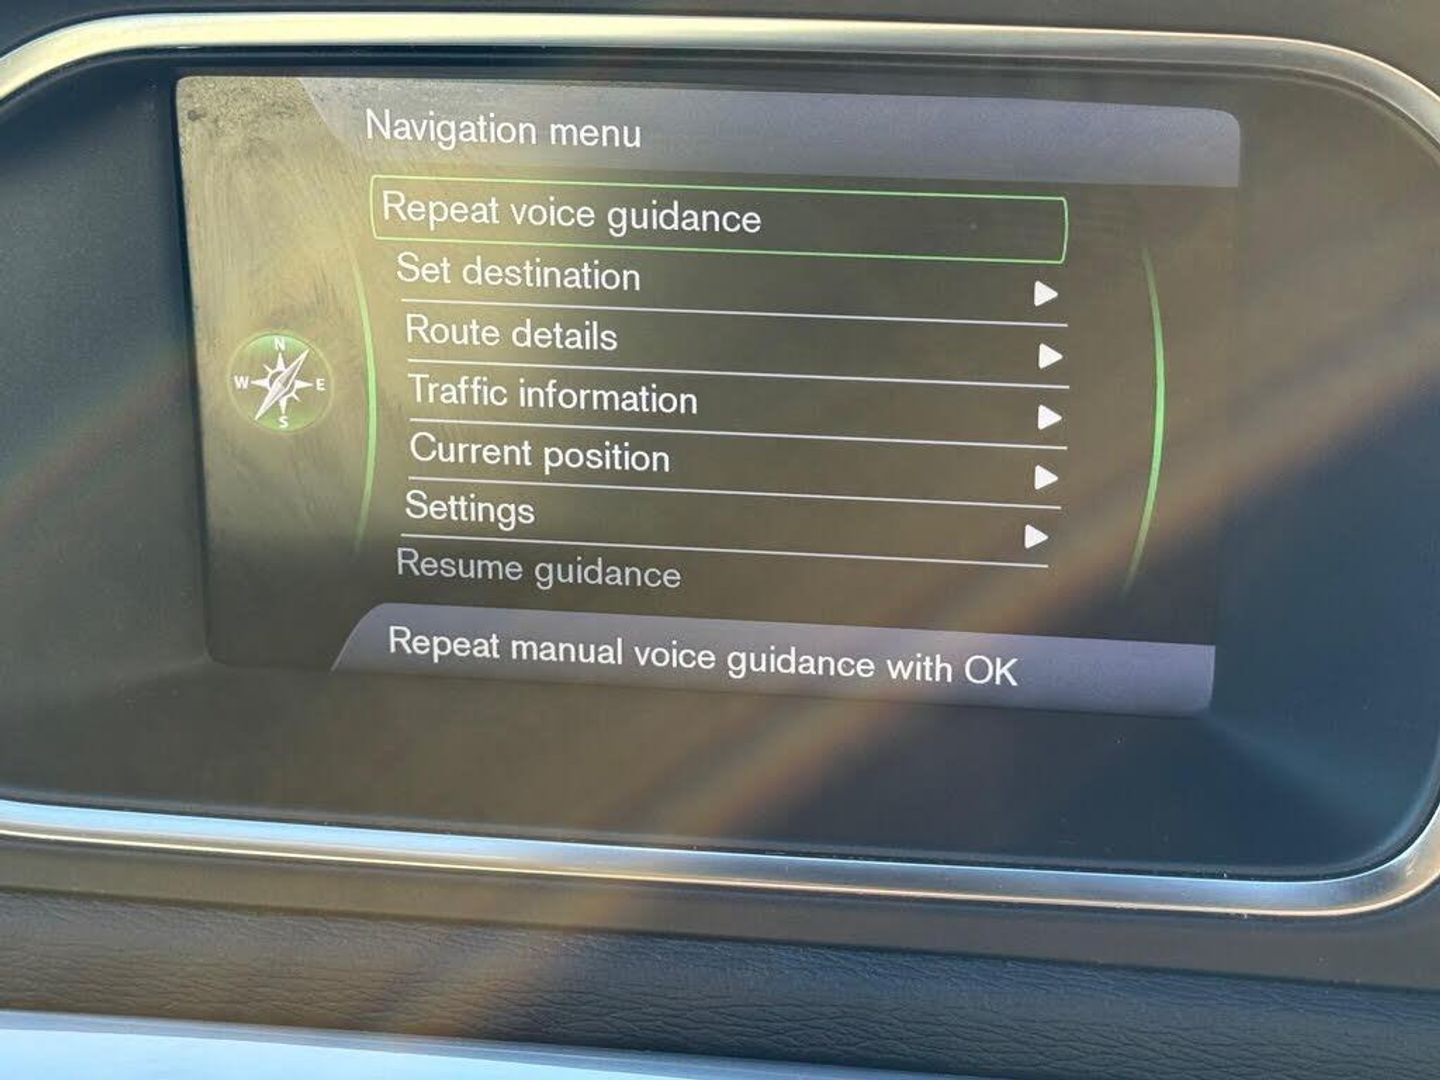 Navigation menu
Repeat voice guidance
Set destination
Route details
Traffic information
Current position
Settings
Resume guidance
Repeat manual voice guidance with OK
N
W E
S